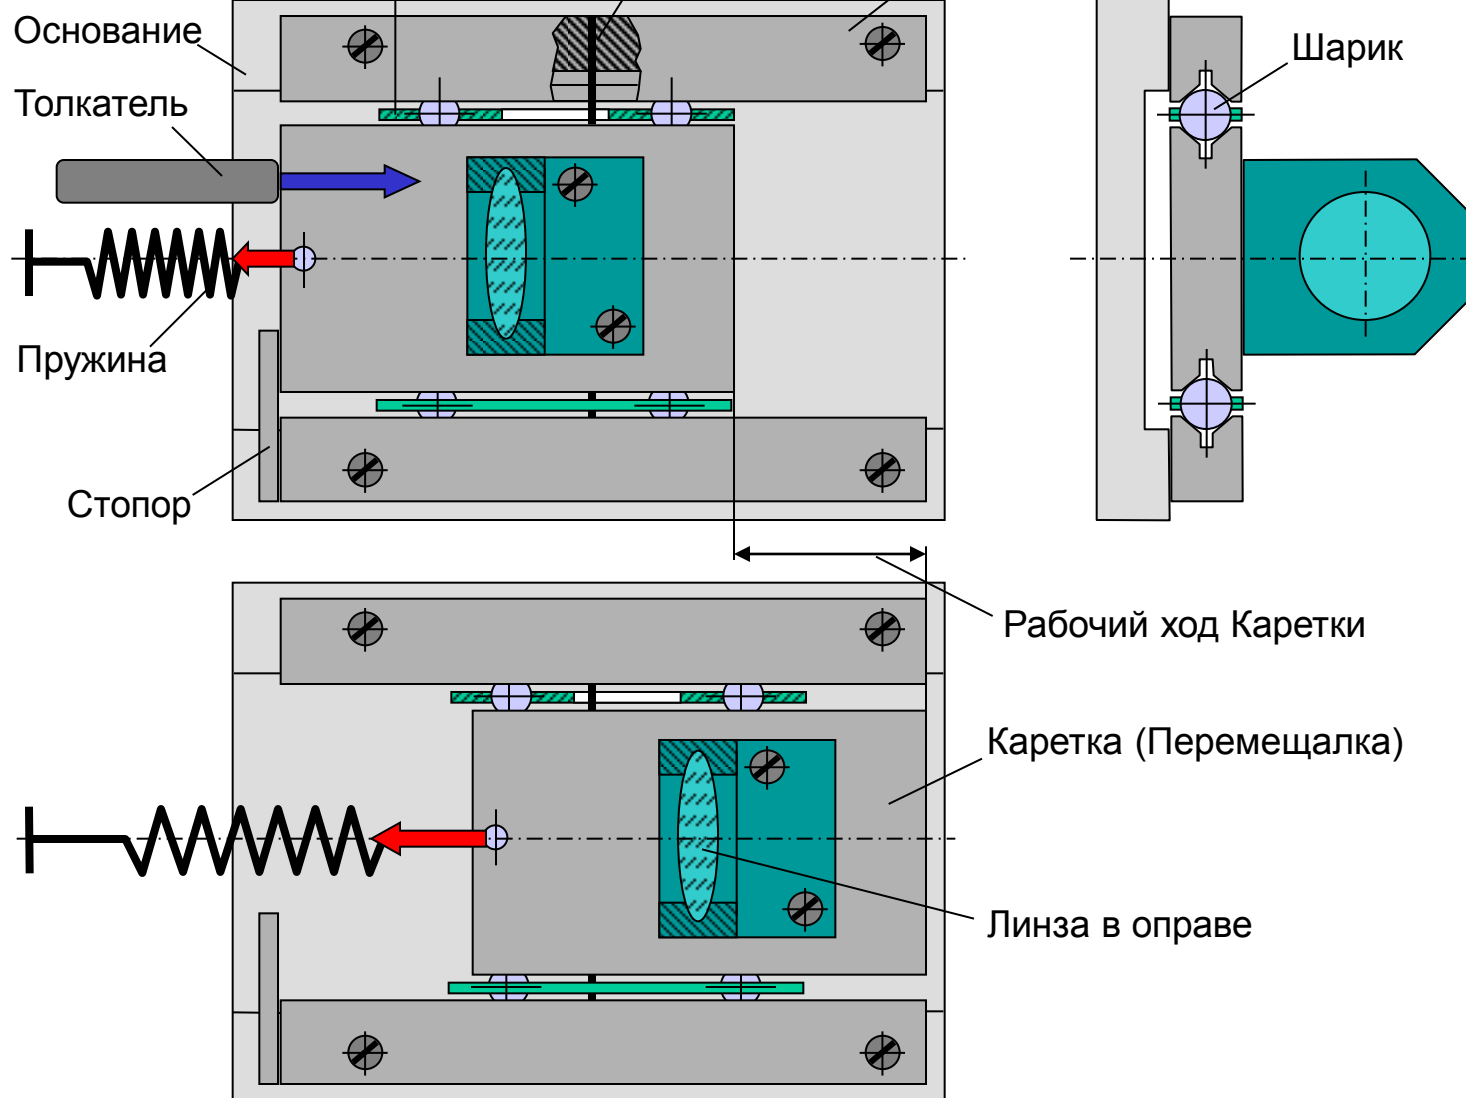 Основание
Шарик
Толкатель
Пружина
Стопор
Рабочий ход Каретки
Каретка (Перемещалка)
Линза в оправе